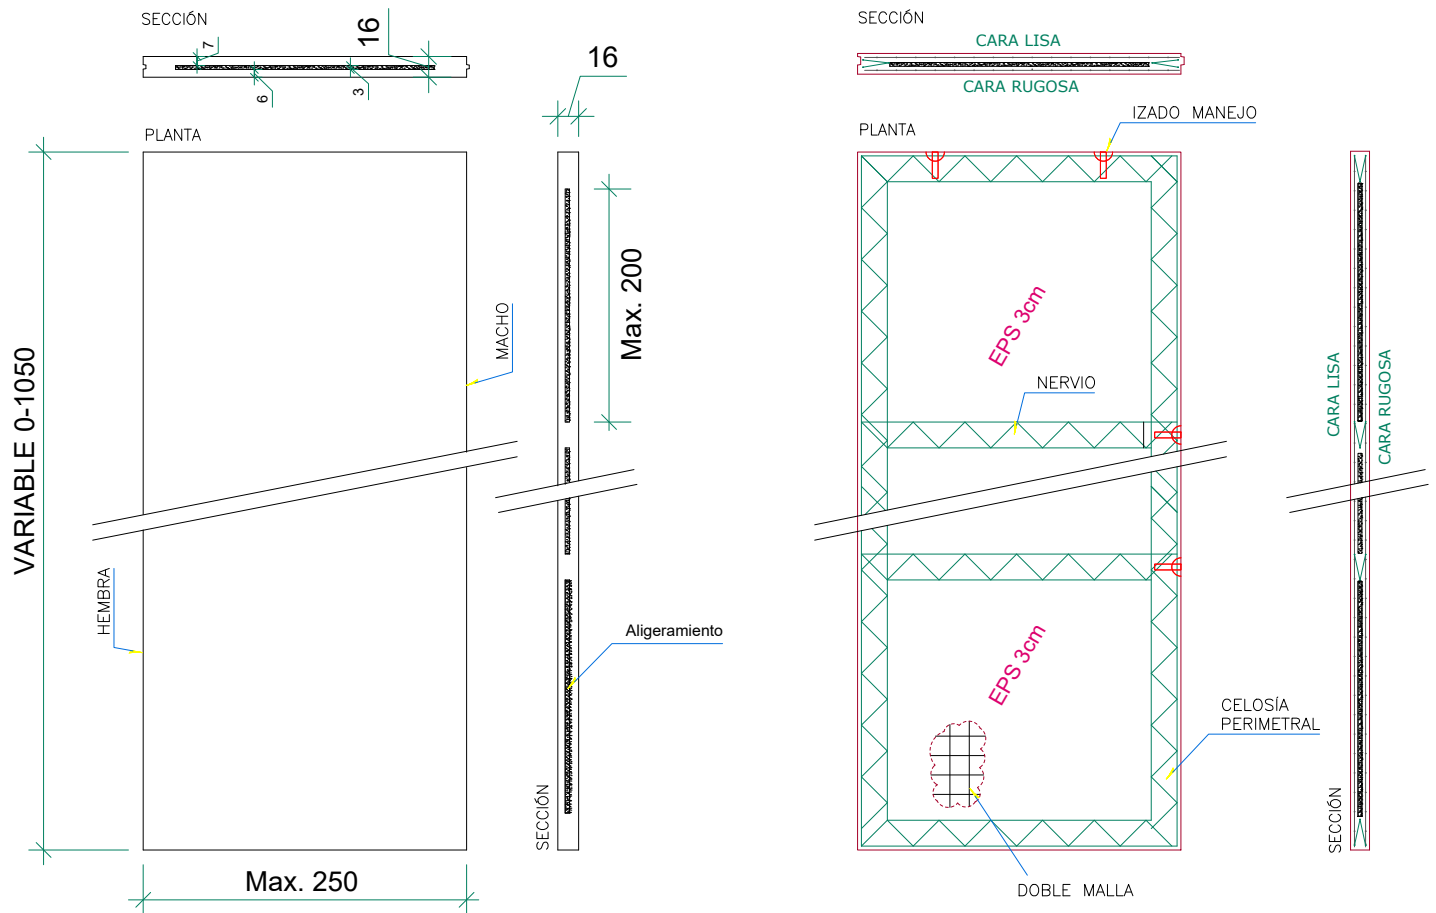 SECCIÓN
7
16
6
3
16
PLANTA
VARIABLE 0-1050
MACHO
HEMBRA
Max. 200
Aligeramiento
SECCIÓN
Max. 250
SECCIÓN
CARA LISA
CARA RUGOSA
PLANTA
IZADO MANEJO
EPS 3cm
NERVIO
CARA LISA
CARA RUGOSA
EPS 3cm
CELOSÍA
PERIMETRAL
DOBLE MALLA
SECCIÓN